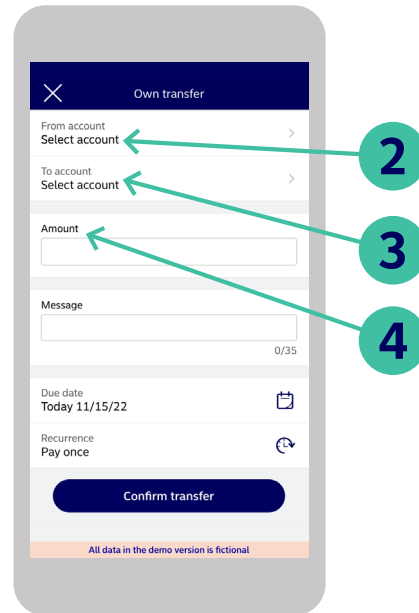 Own transfer
From account
Select account
To account
Select account
Amount
Message
0/35
Due date
Today 11/15/22
Recurrence
Pay once
Confirm transfer
All data in the demo version is fictional
2
3
4